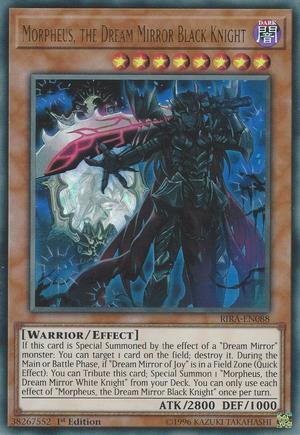 Morpheus, the Dream Mirror Black Knight
DARK
闇
RIRA-EN088
[Warrior/Effect]
If this card is Special Summoned by the effect of a "Dream Mirror"
monster: You can target 1 card on the field; destroy it. During the
Main or Battle Phase, if "Dream Mirror of Joy" is in a Field Zone (Quick
Effect): You can Tribute this card; Special Summon 1 "Morpheus, the
Dream Mirror White Knight" from your Deck. You can only use each
effect of "Morpheus, the Dream Mirror Black Knight" once per turn.
ATK/2800 DEF/1000
38267552 1st Edition ©1996 KAZUKI TAKAHASHI